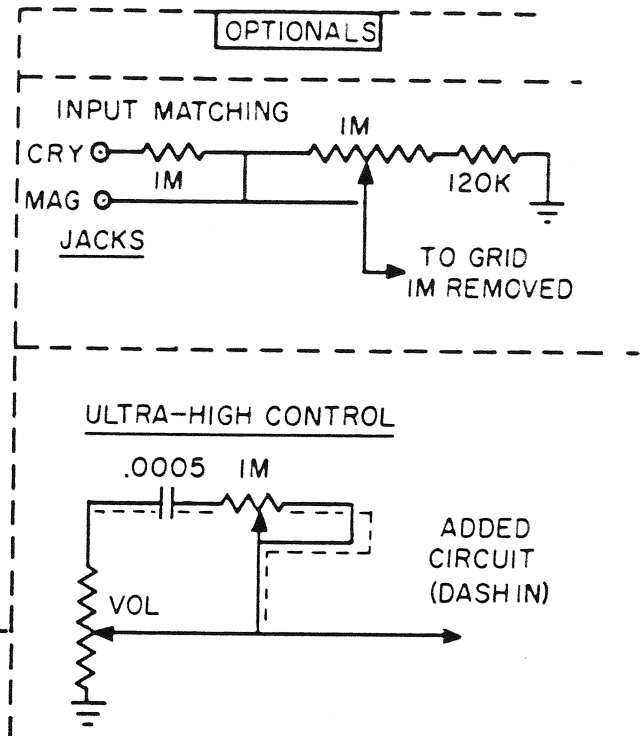 OPTIONALS
INPUT MATCHING
1M
CRY
1M
120K
MAG
JACKS
TO GRID
1M REMOVED
ULTRA-HIGH CONTROL
.0005 1M
ADDED
CIRCUIT
(DASH IN)
VOL